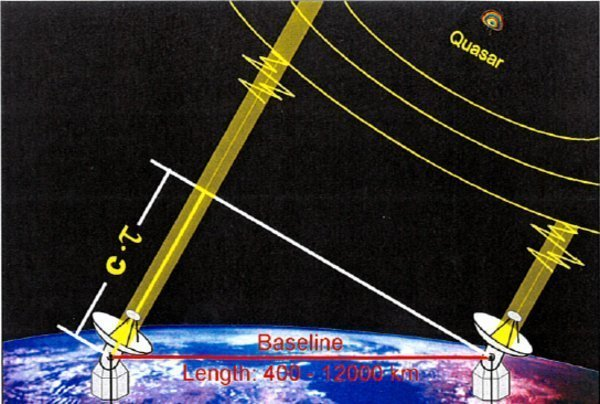 Quasar
c·τ
Baseline
Length: 400 - 12000 km